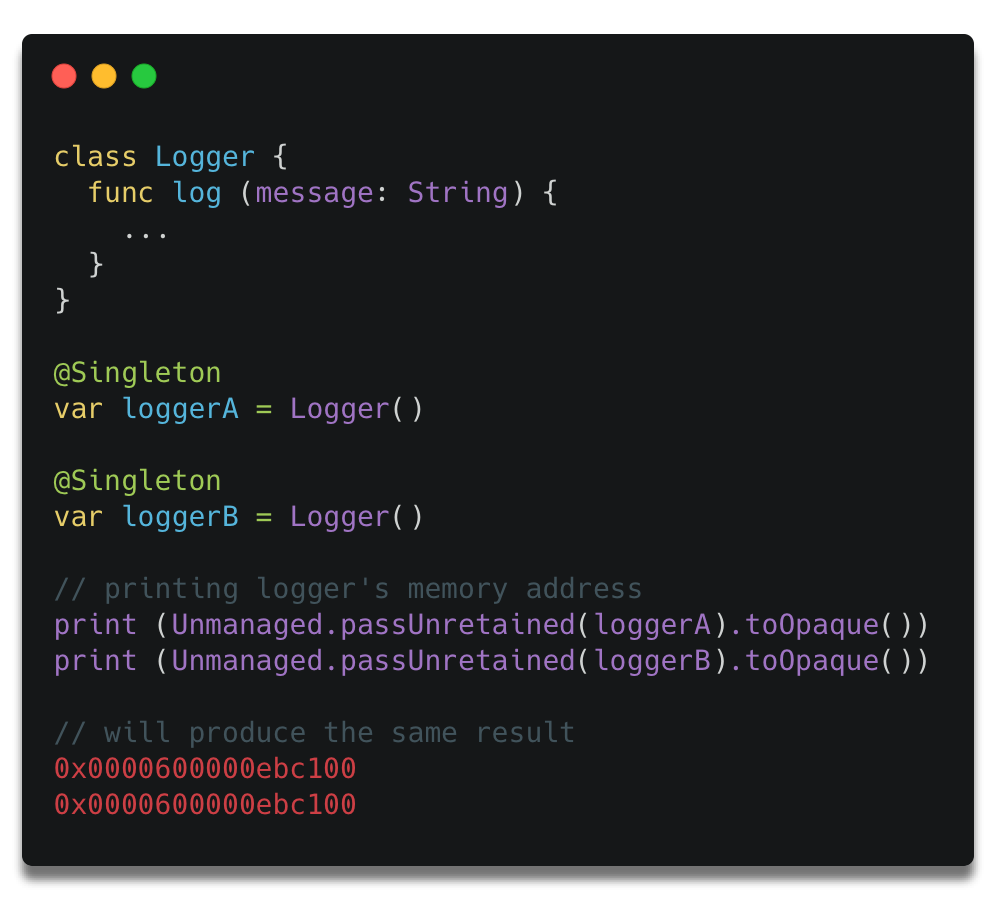 class Logger {
  func log (message: String) {
    ...
  }
}

@Singleton
var loggerA = Logger()

@Singleton
var loggerB = Logger()

// printing logger's memory address
print (Unmanaged.passUnretained(loggerA).toOpaque())
print (Unmanaged.passUnretained(loggerB).toOpaque())

// will produce the same result
0x0000600000ebc100
0x0000600000ebc100